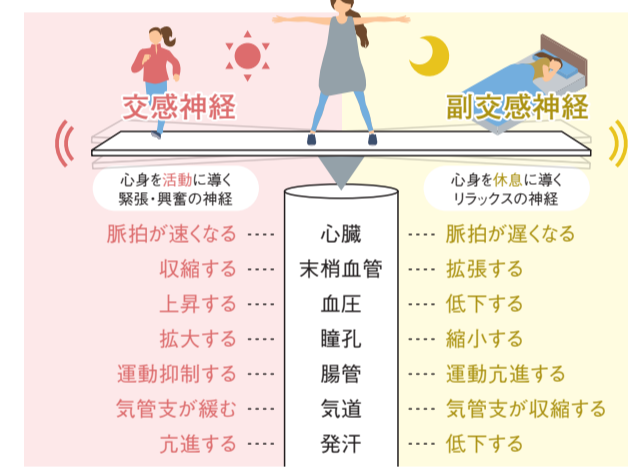 交感神経
副交感神経
心身を活動に導く
緊張・興奮の神経
心身を休息に導く
リラックスの神経
脈拍が速くなる ---- 心臓 ---- 脈拍が遅くなる
収縮する ---- 末梢血管 ---- 拡張する
上昇する ---- 血圧 ---- 低下する
拡大する ---- 瞳孔 ---- 縮小する
運動抑制する ---- 腸管 ---- 運動亢進する
気管支が緩む ---- 気道 ---- 気管支が収縮する
亢進する ---- 発汗 ---- 低下する